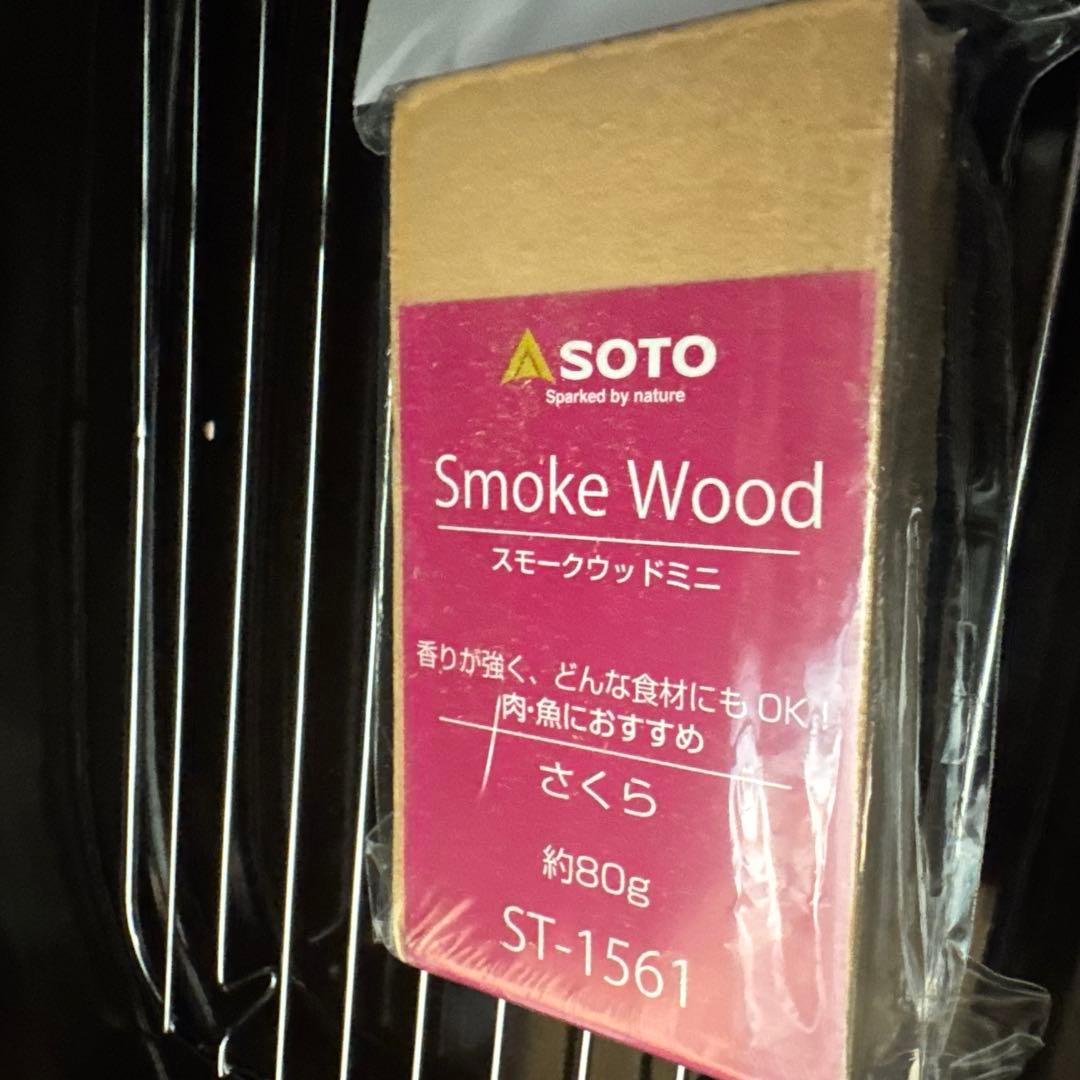 SOTO
Sparked by nature
Smoke Wood
スモークウッドミニ
香りが強く、どんな食材にも OK!
肉・魚におすすめ
さくら
約80g
ST-1561